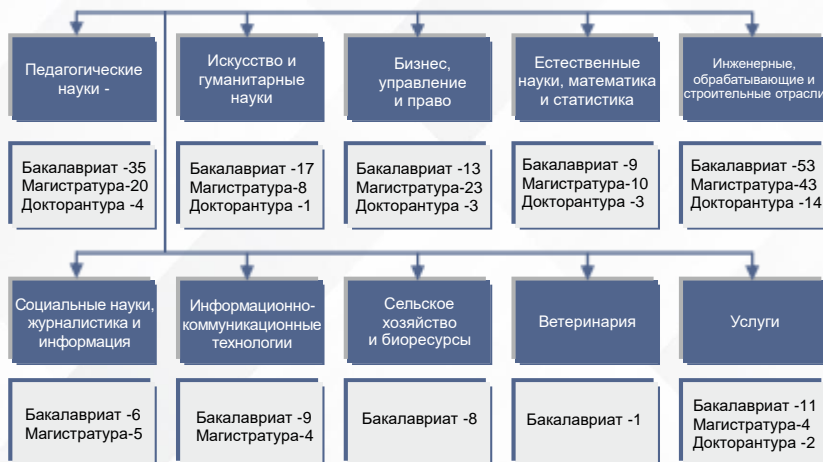 Педагогические
науки -
Искусство и
гуманитарные
науки
Бизнес,
управление
и право
Естественные
науки, математика
и статистика
Инженерные,
обрабатывающие и
строительные отрасли
Бакалавриат -35
Магистратура-20
Докторантура -4
Бакалавриат -17
Магистратура-8
Докторантура -1
Бакалавриат -13
Магистратура-23
Докторантура -3
Бакалавриат -9
Магистратура-10
Докторантура -3
Бакалавриат -53
Магистратура-43
Докторантура -14
Социальные науки,
журналистика и
информация
Информационно-
коммуникационные
технологии
Сельское
хозяйство
и биоресурсы
Ветеринария
Услуги
Бакалавриат -6
Магистратура-5
Бакалавриат -9
Магистратура-4
Бакалавриат -8
Бакалавриат -1
Бакалавриат -11
Магистратура-4
Докторантура -2